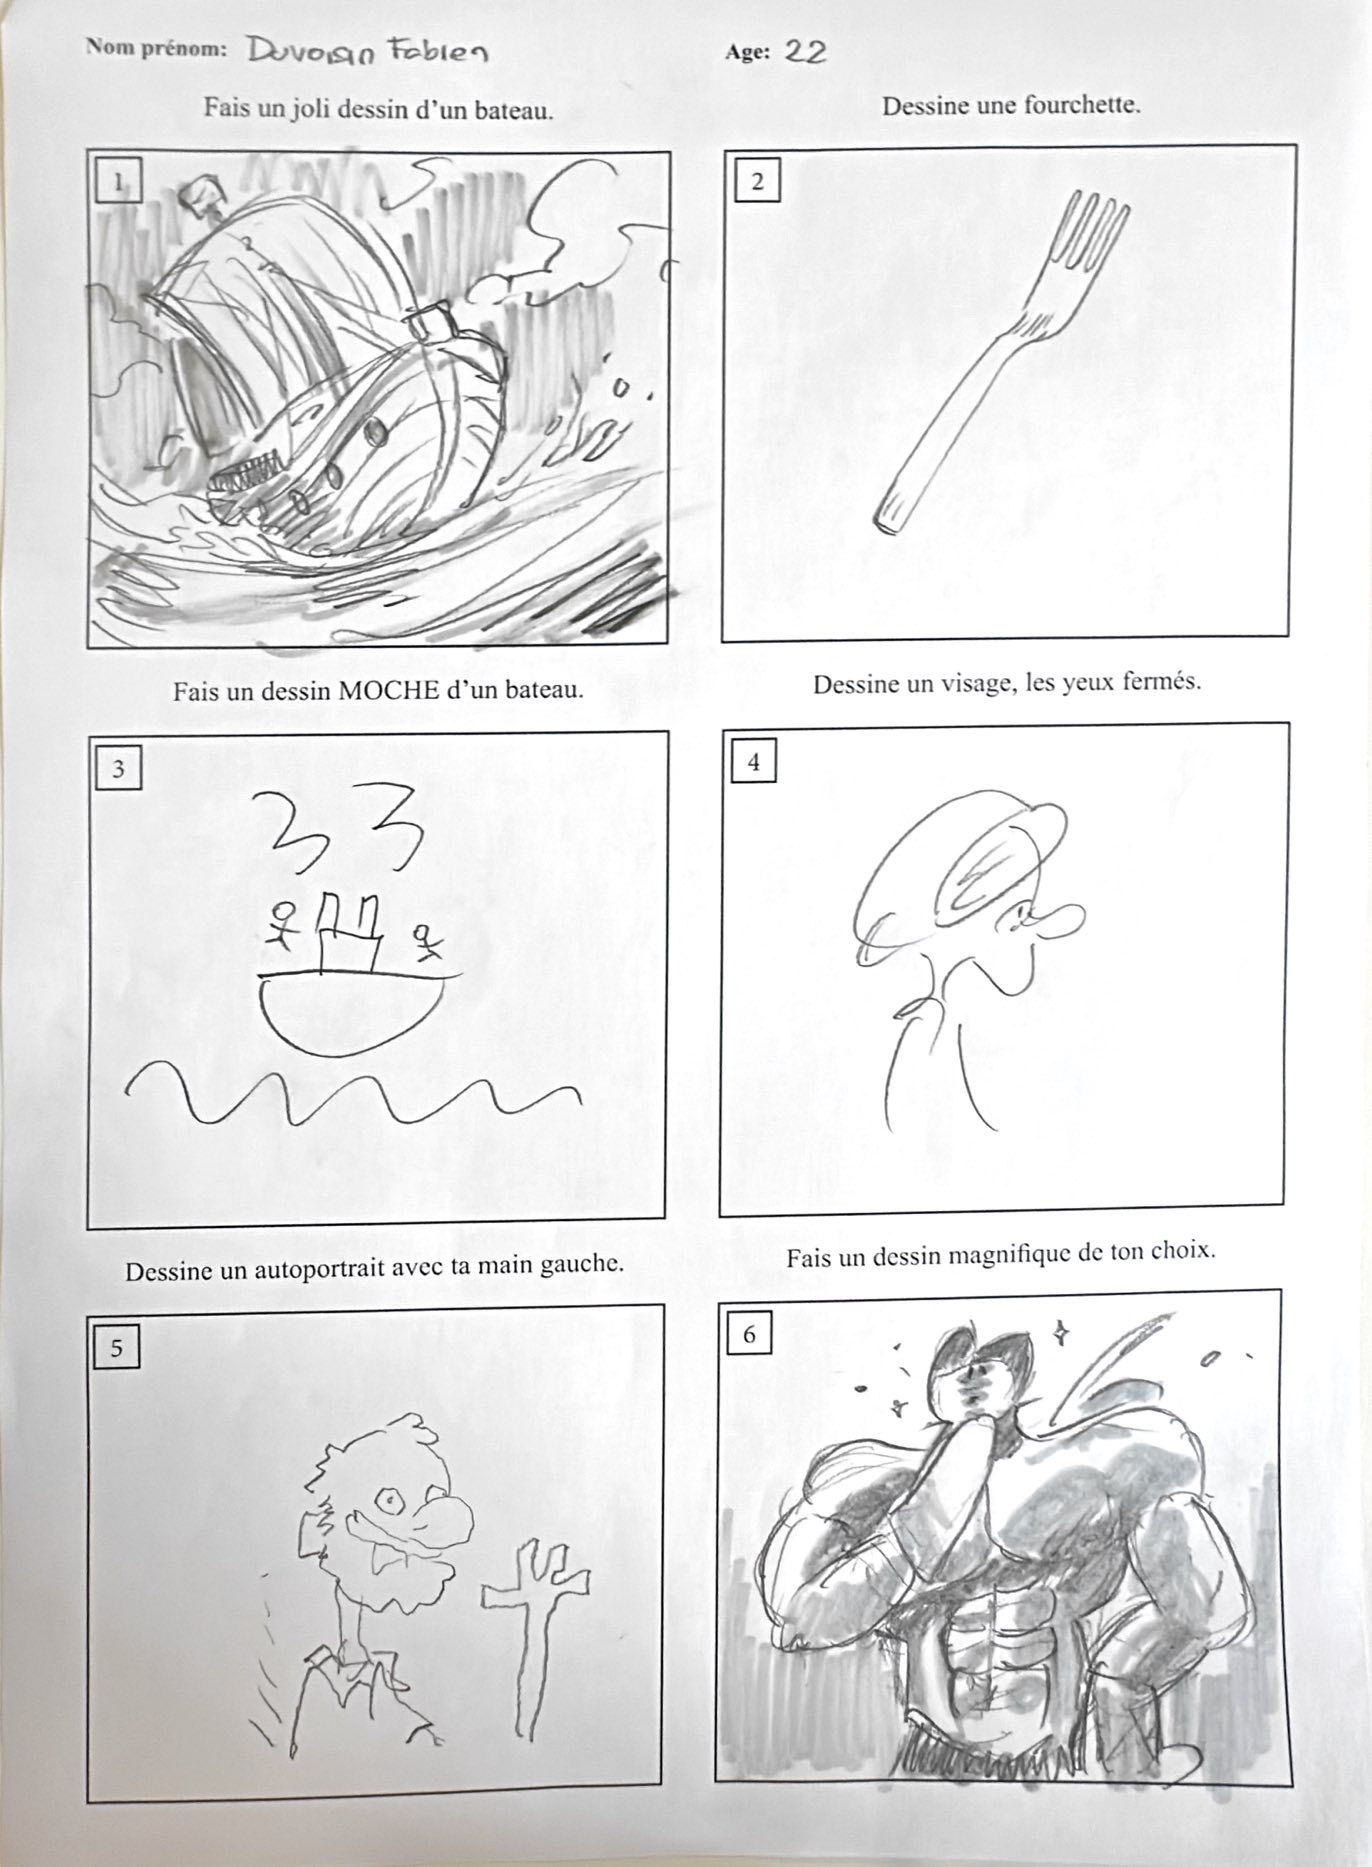 Nom prénom: Duvoisin Fabien
Age: 22
Fais un joli dessin d’un bateau.
Dessine une fourchette.
1
2
Fais un dessin MOCHE d’un bateau.
Dessine un visage, les yeux fermés.
3
4
Dessine un autoportrait avec ta main gauche.
Fais un dessin magnifique de ton choix.
5
6